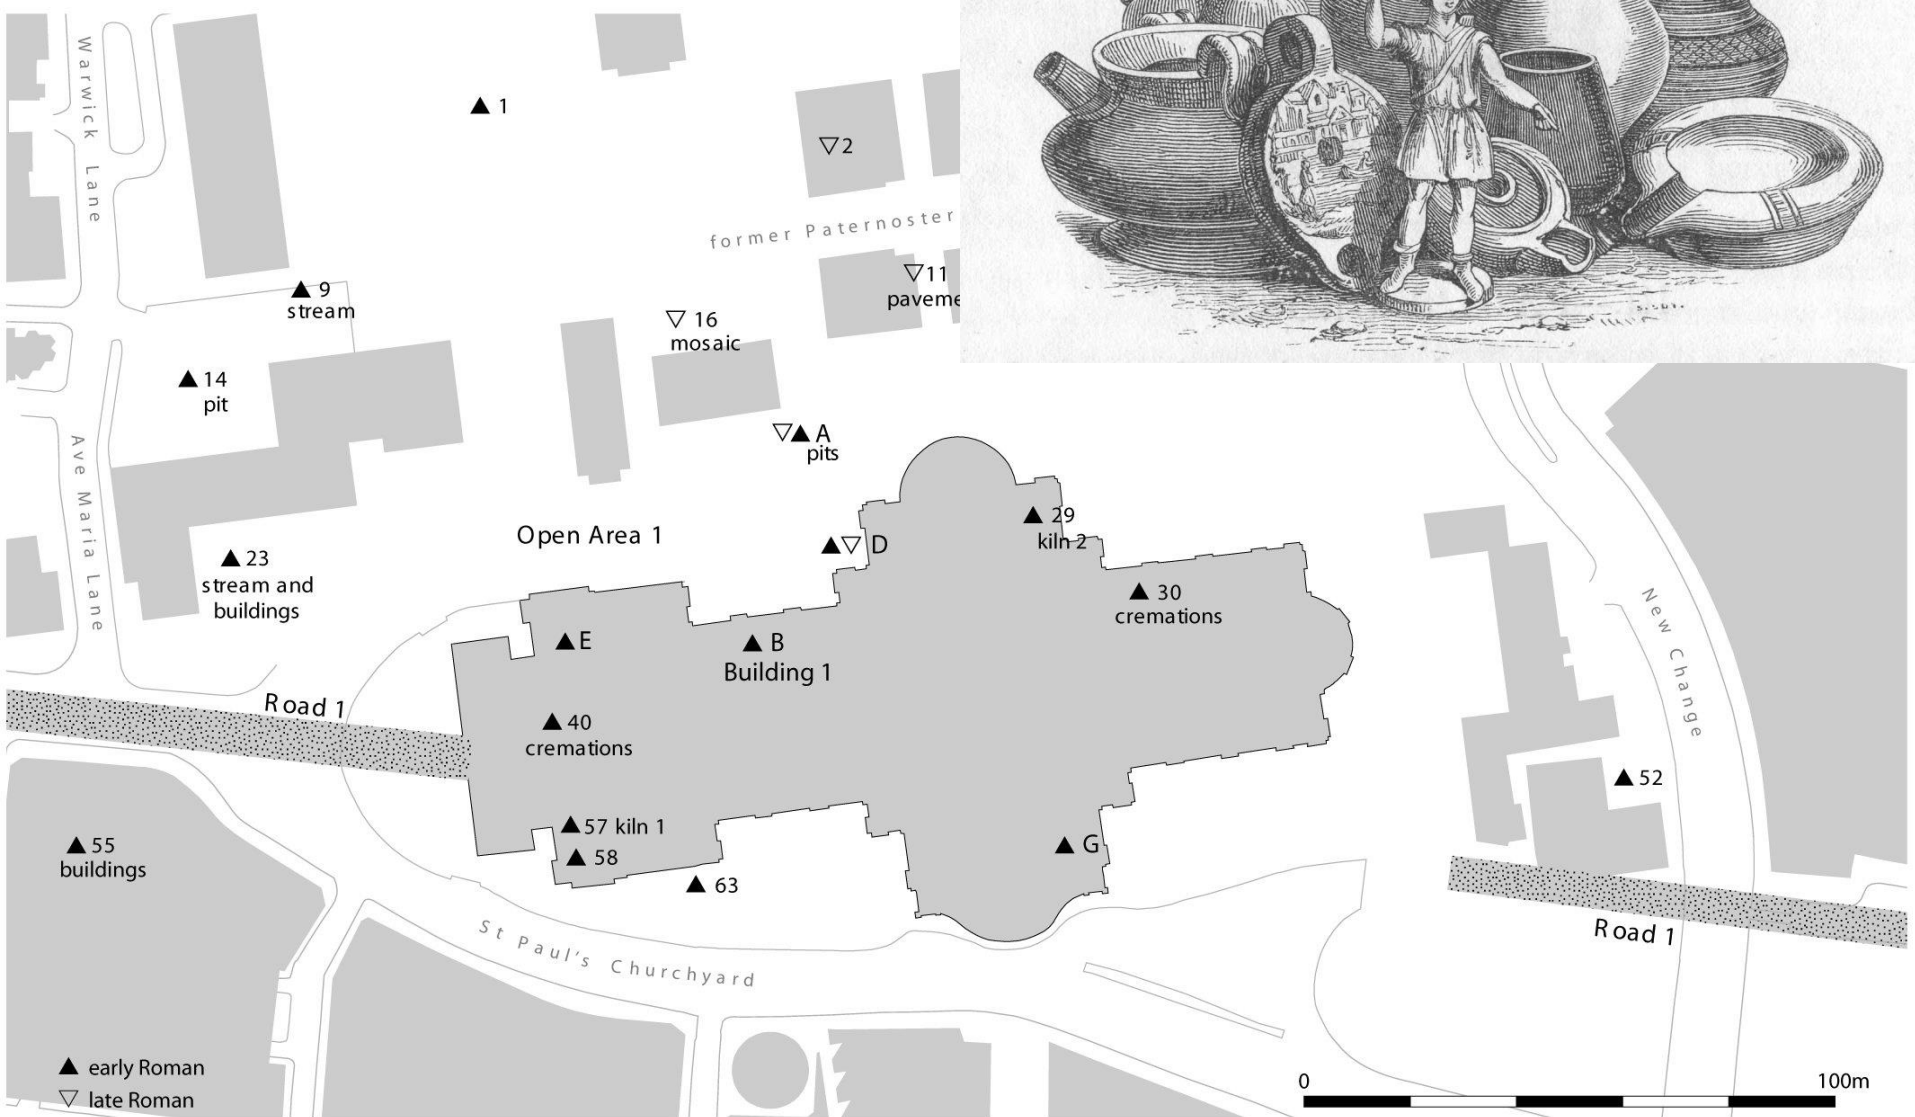 Warwick Lane
1
2
former Paternoster
9
stream
11
paveme
16
mosaic
14
pit
A
pits
Ave Maria Lane
Open Area 1
D
29
kiln 2
23
stream and
buildings
30
cremations
New Change
E
B
Building 1
Road 1
40
cremations
52
57 kiln 1
58
55
buildings
G
63
Road 1
St Paul's Churchyard
early Roman
late Roman
0
100m